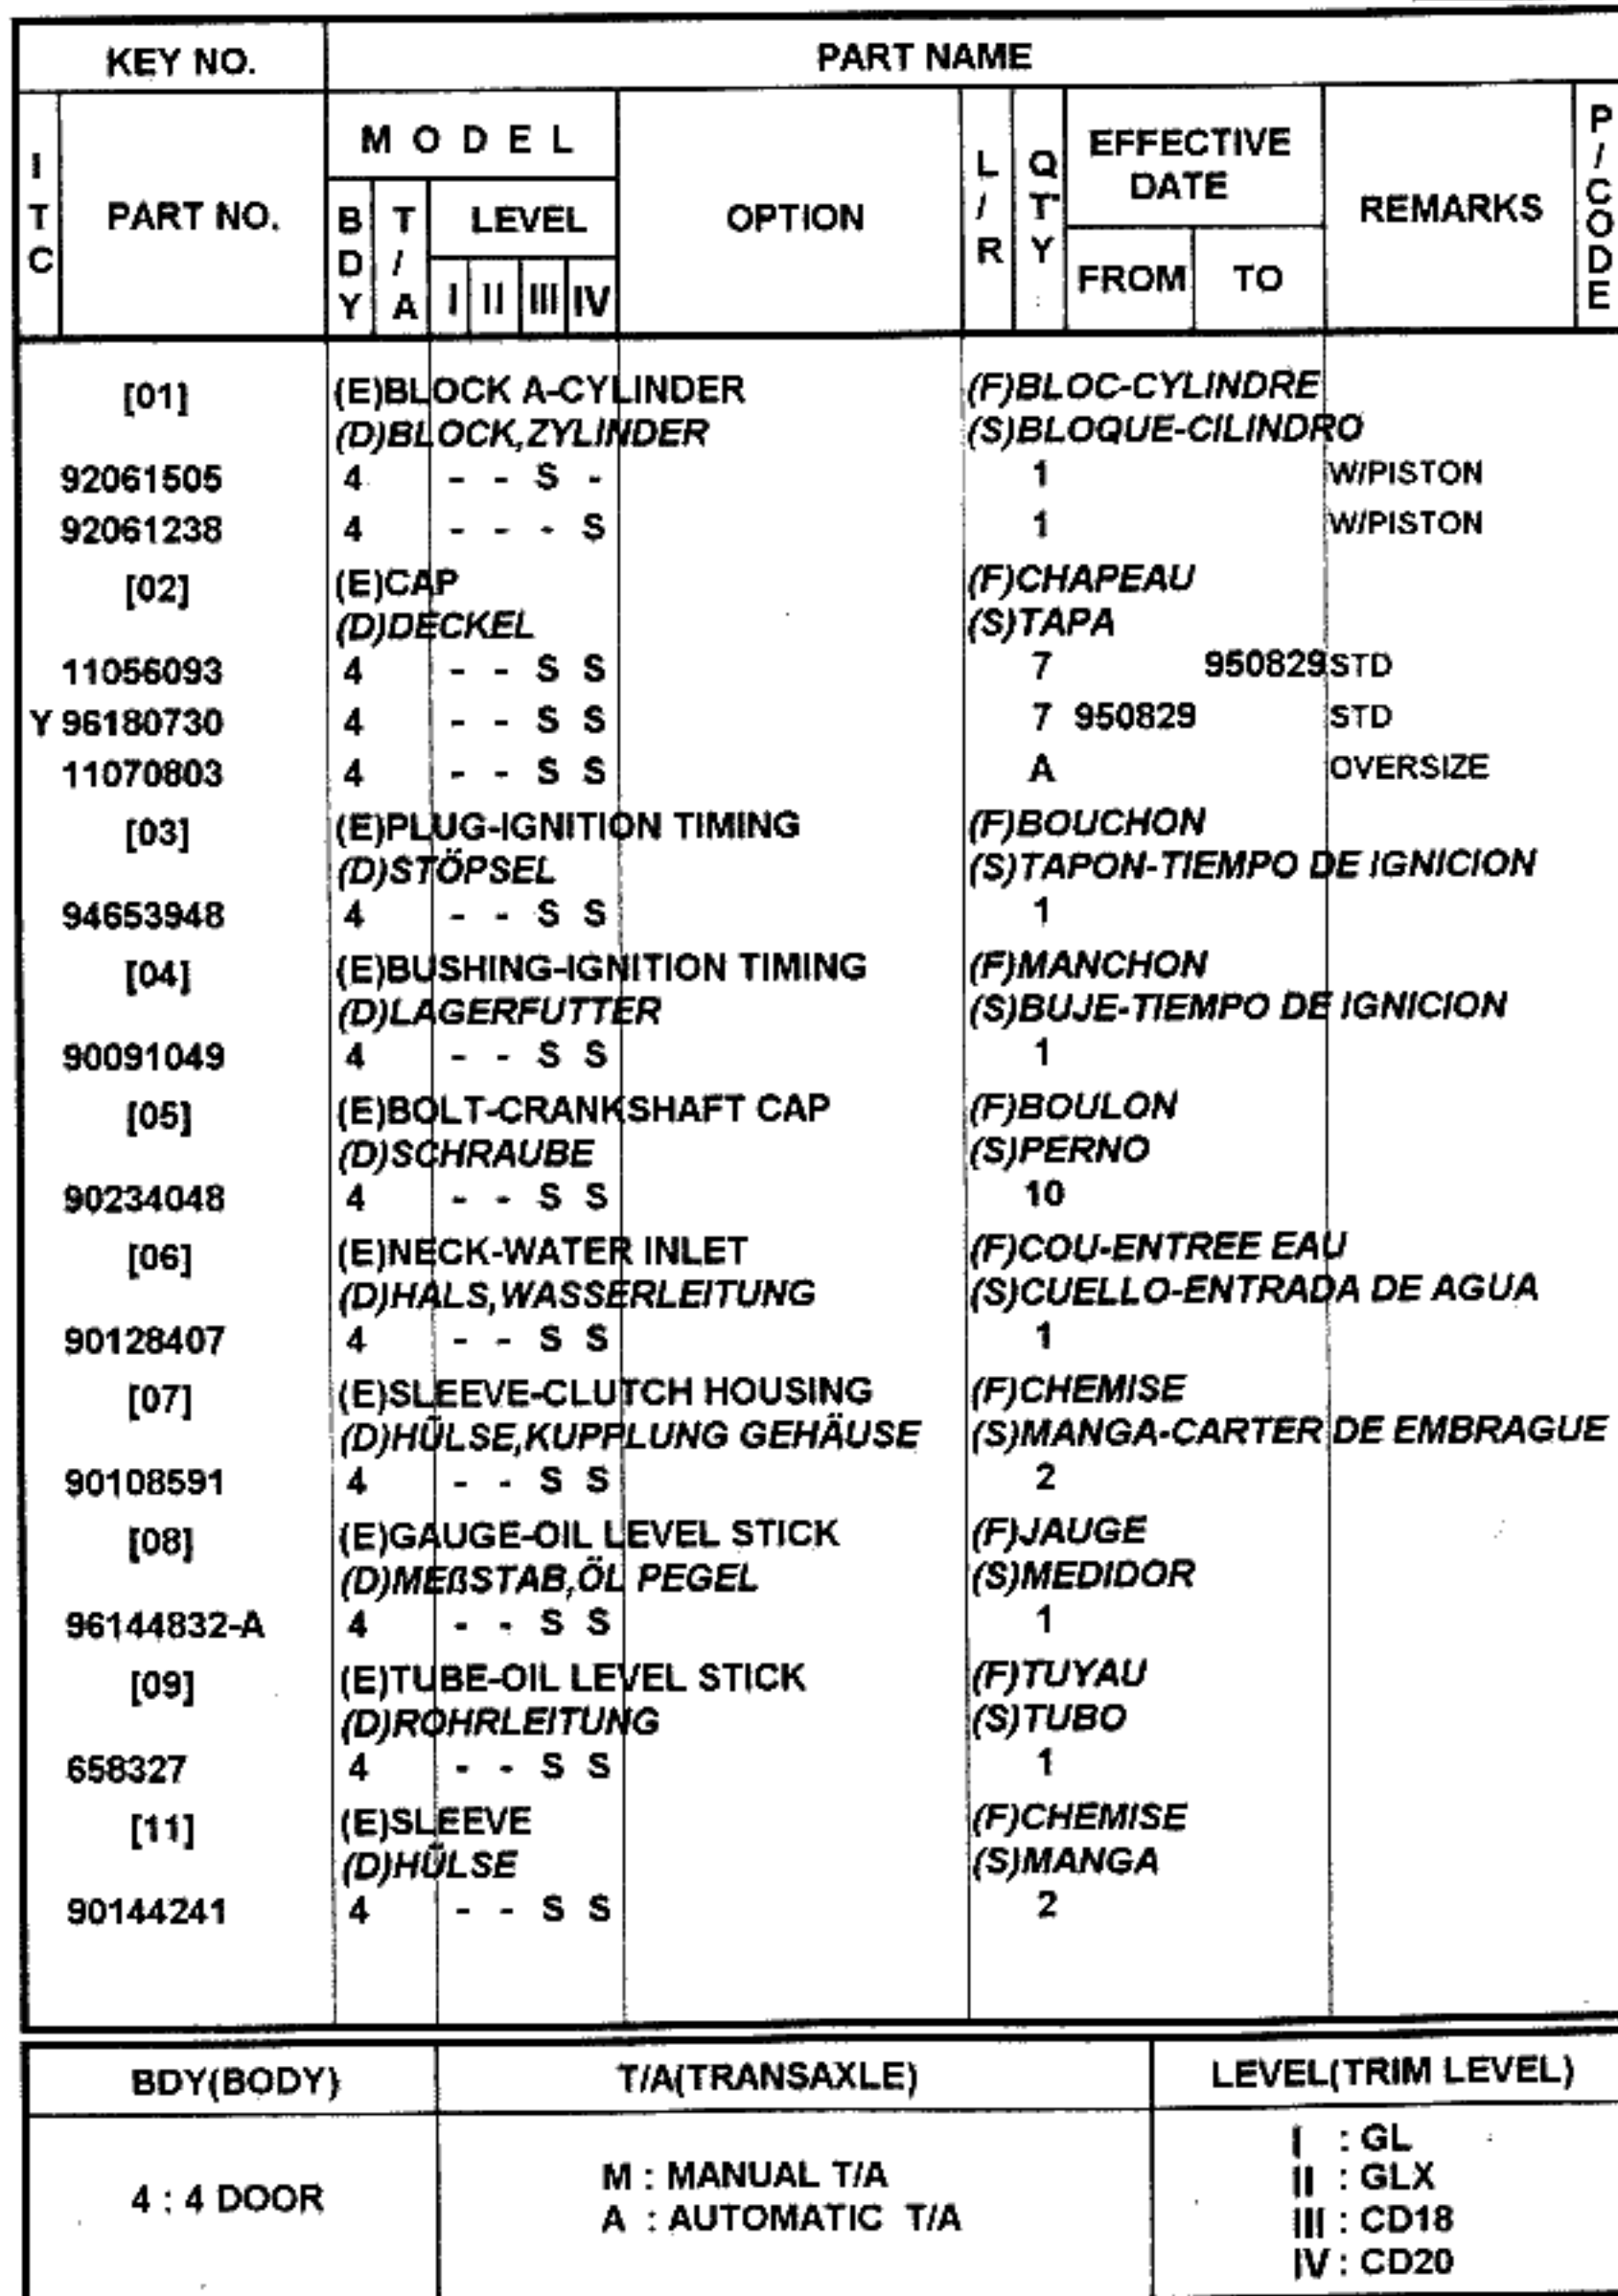 KEY NO. PART NAME
ITC PART NO. MODEL OPTION L/R Q'TY EFFECTIVE DATE REMARKS P/CODE
BDY T/A LEVEL FROM TO
I II III IV
[01] (E)BLOCK A-CYLINDER (F)BLOC-CYLINDRE
(D)BLOCK,ZYLINDER (S)BLOQUE-CILINDRO
92061505 4 - - S - 1 W/PISTON
92061238 4 - - - S 1 W/PISTON
[02] (E)CAP (F)CHAPEAU
(D)DECKEL (S)TAPA
11056093 4 - - S S 7 950829 STD
Y 96180730 4 - - S S 7 950829 STD
11070803 4 - - S S A OVERSIZE
[03] (E)PLUG-IGNITION TIMING (F)BOUCHON
(D)STÖPSEL (S)TAPON-TIEMPO DE IGNICION
94653948 4 - - S S 1
[04] (E)BUSHING-IGNITION TIMING (F)MANCHON
(D)LAGERFUTTER (S)BUJE-TIEMPO DE IGNICION
90091049 4 - - S S 1
[05] (E)BOLT-CRANKSHAFT CAP (F)BOULON
(D)SCHRAUBE (S)PERNO
90234048 4 - - S S 10
[06] (E)NECK-WATER INLET (F)COU-ENTREE EAU
(D)HALS,WASSERLEITUNG (S)CUELLO-ENTRADA DE AGUA
90128407 4 - - S S 1
[07] (E)SLEEVE-CLUTCH HOUSING (F)CHEMISE
(D)HÜLSE,KUPPLUNG GEHÄUSE (S)MANGA-CARTER DE EMBRAGUE
90108591 4 - - S S 2
[08] (E)GAUGE-OIL LEVEL STICK (F)JAUGE
(D)MEßSTAB,ÖL PEGEL (S)MEDIDOR
96144832-A 4 - - S S 1
[09] (E)TUBE-OIL LEVEL STICK (F)TUYAU
(D)ROHRLEITUNG (S)TUBO
658327 4 - - S S 1
[11] (E)SLEEVE (F)CHEMISE
(D)HÜLSE (S)MANGA
90144241 4 - - S S 2
BDY(BODY) T/A(TRANSAXLE) LEVEL(TRIM LEVEL)
4 : 4 DOOR M : MANUAL T/A I : GL
A : AUTOMATIC T/A II : GLX
III : CD18
IV : CD20